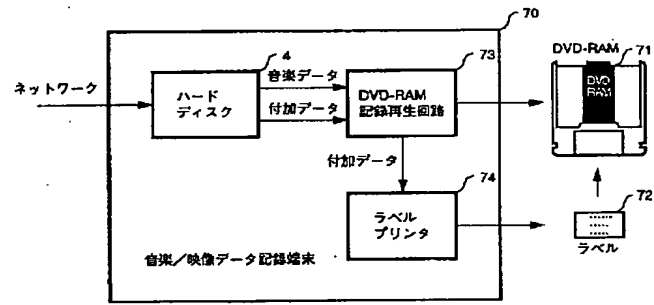 70
ネットワーク
4
ハード
ディスク
音楽データ
付加データ
73
DVD-RAM
記録再生回路
付加データ
74
ラベル
プリンタ
音楽／映像データ記録端末
DVD-RAM
71
DVD
RAM
72
ラベル